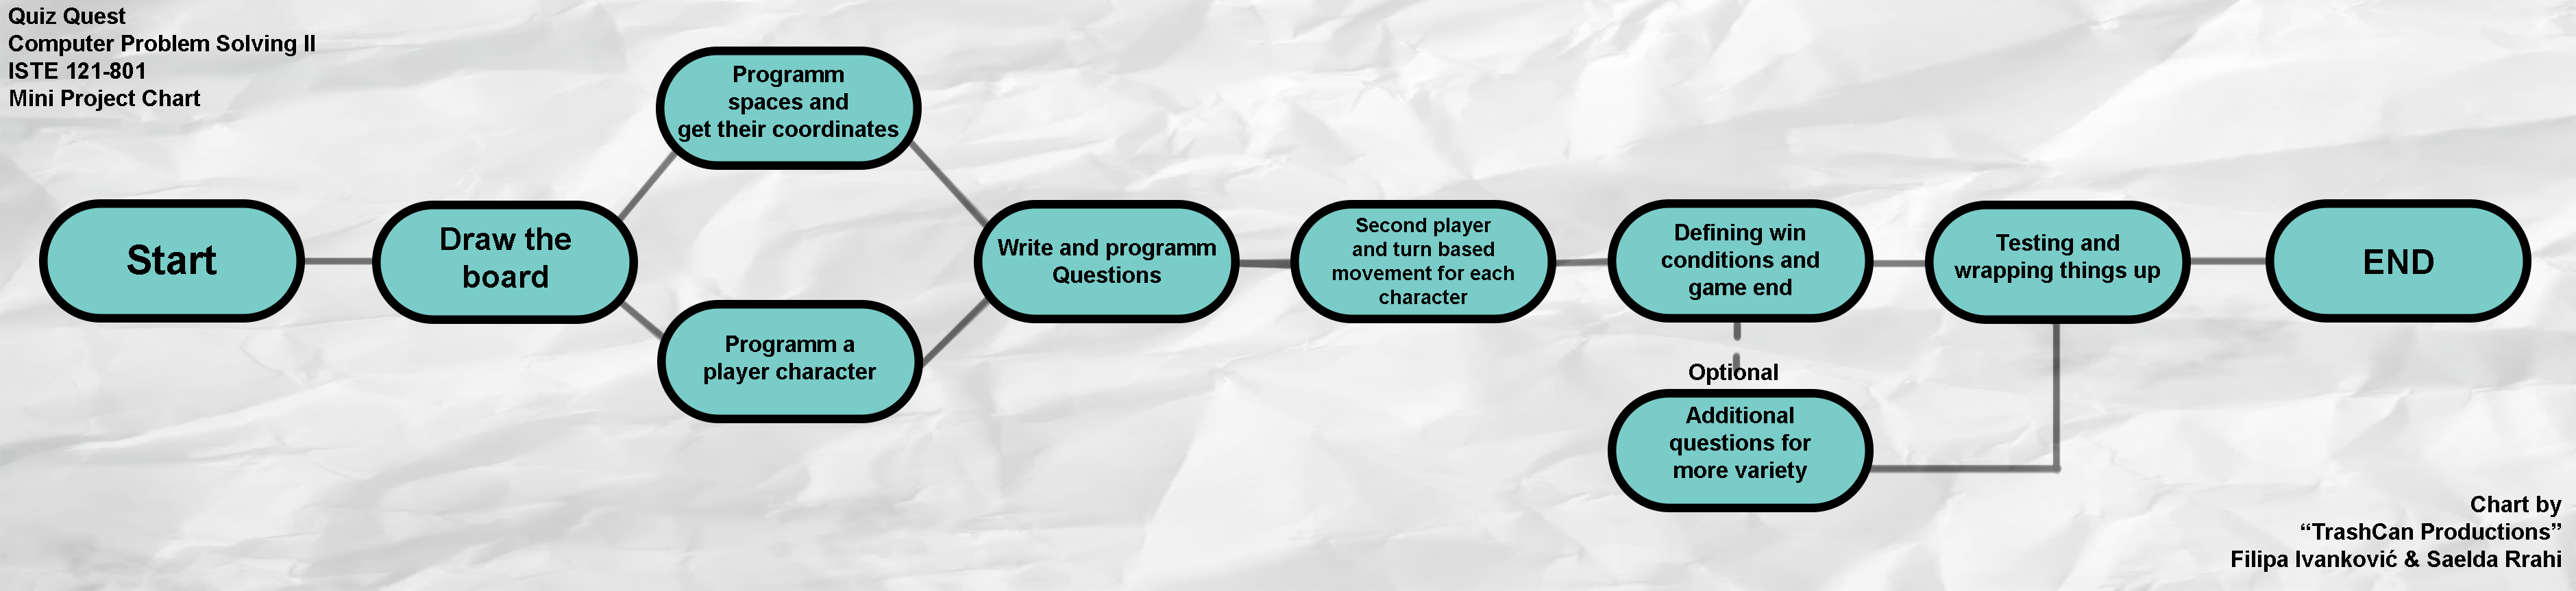 Quiz Quest
Computer Problem Solving II
ISTE 121-801
Mini Project Chart
Start
Draw the
board
Programm
spaces and
get their coordinates
Programm a
player character
Write and programm
Questions
Second player
and turn based
movement for each
character
Defining win
conditions and
game end
Optional
Additional
questions for
more variety
Testing and
wrapping things up
END
Chart by
“TrashCan Productions”
Filipa Ivanković & Saelda Rrahi